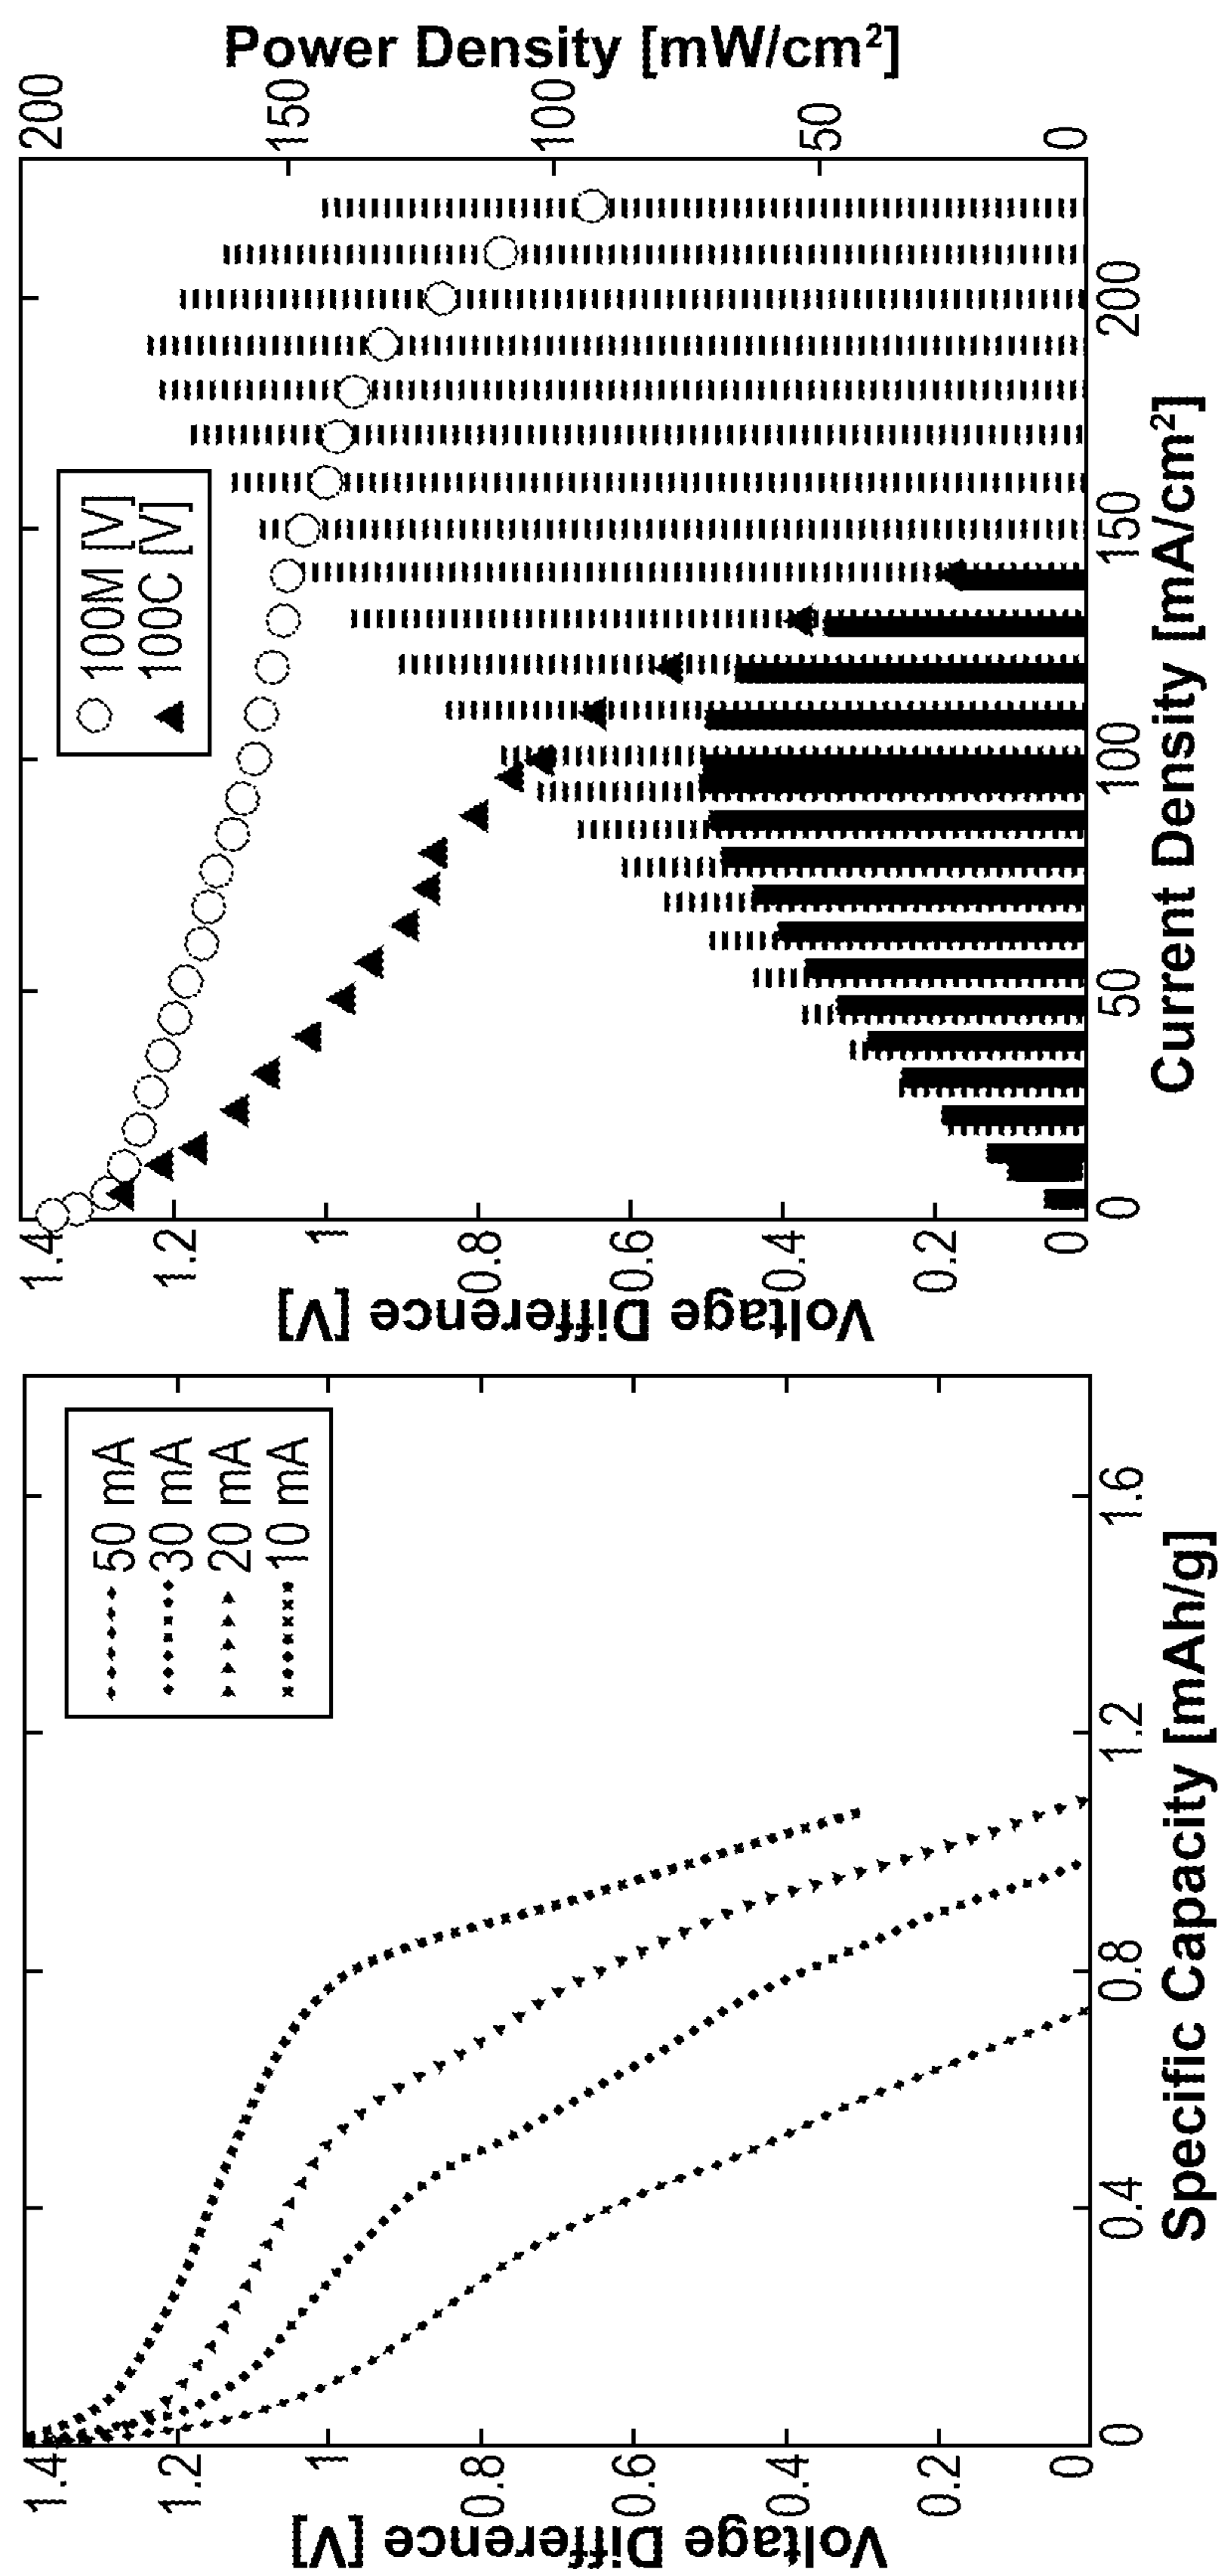 Voltage Difference [V]
1.4
1.2
1
0.8
0.6
0.4
0.2
0
50 mA
30 mA
20 mA
10 mA
0
0.4
0.8
1.2
1.6
Specific Capacity [mAh/g]
Voltage Difference [V]
1.4
1.2
1
0.8
0.6
0.4
0.2
0
100M [V]
100C [V]
0
50
100
150
200
Current Density [mA/cm²]
200
150
100
50
0
Power Density [mW/cm²]